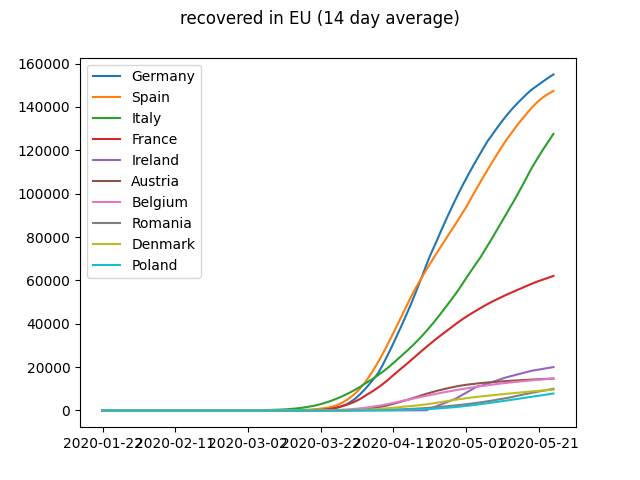 recovered in EU (14 day average)
160000
140000
120000
100000
80000
60000
40000
20000
0
Germany
Spain
Italy
France
Ireland
Austria
Belgium
Romania
Denmark
Poland
2020-01-22 2020-02-11 2020-03-02 2020-03-22 2020-04-11 2020-05-01 2020-05-21